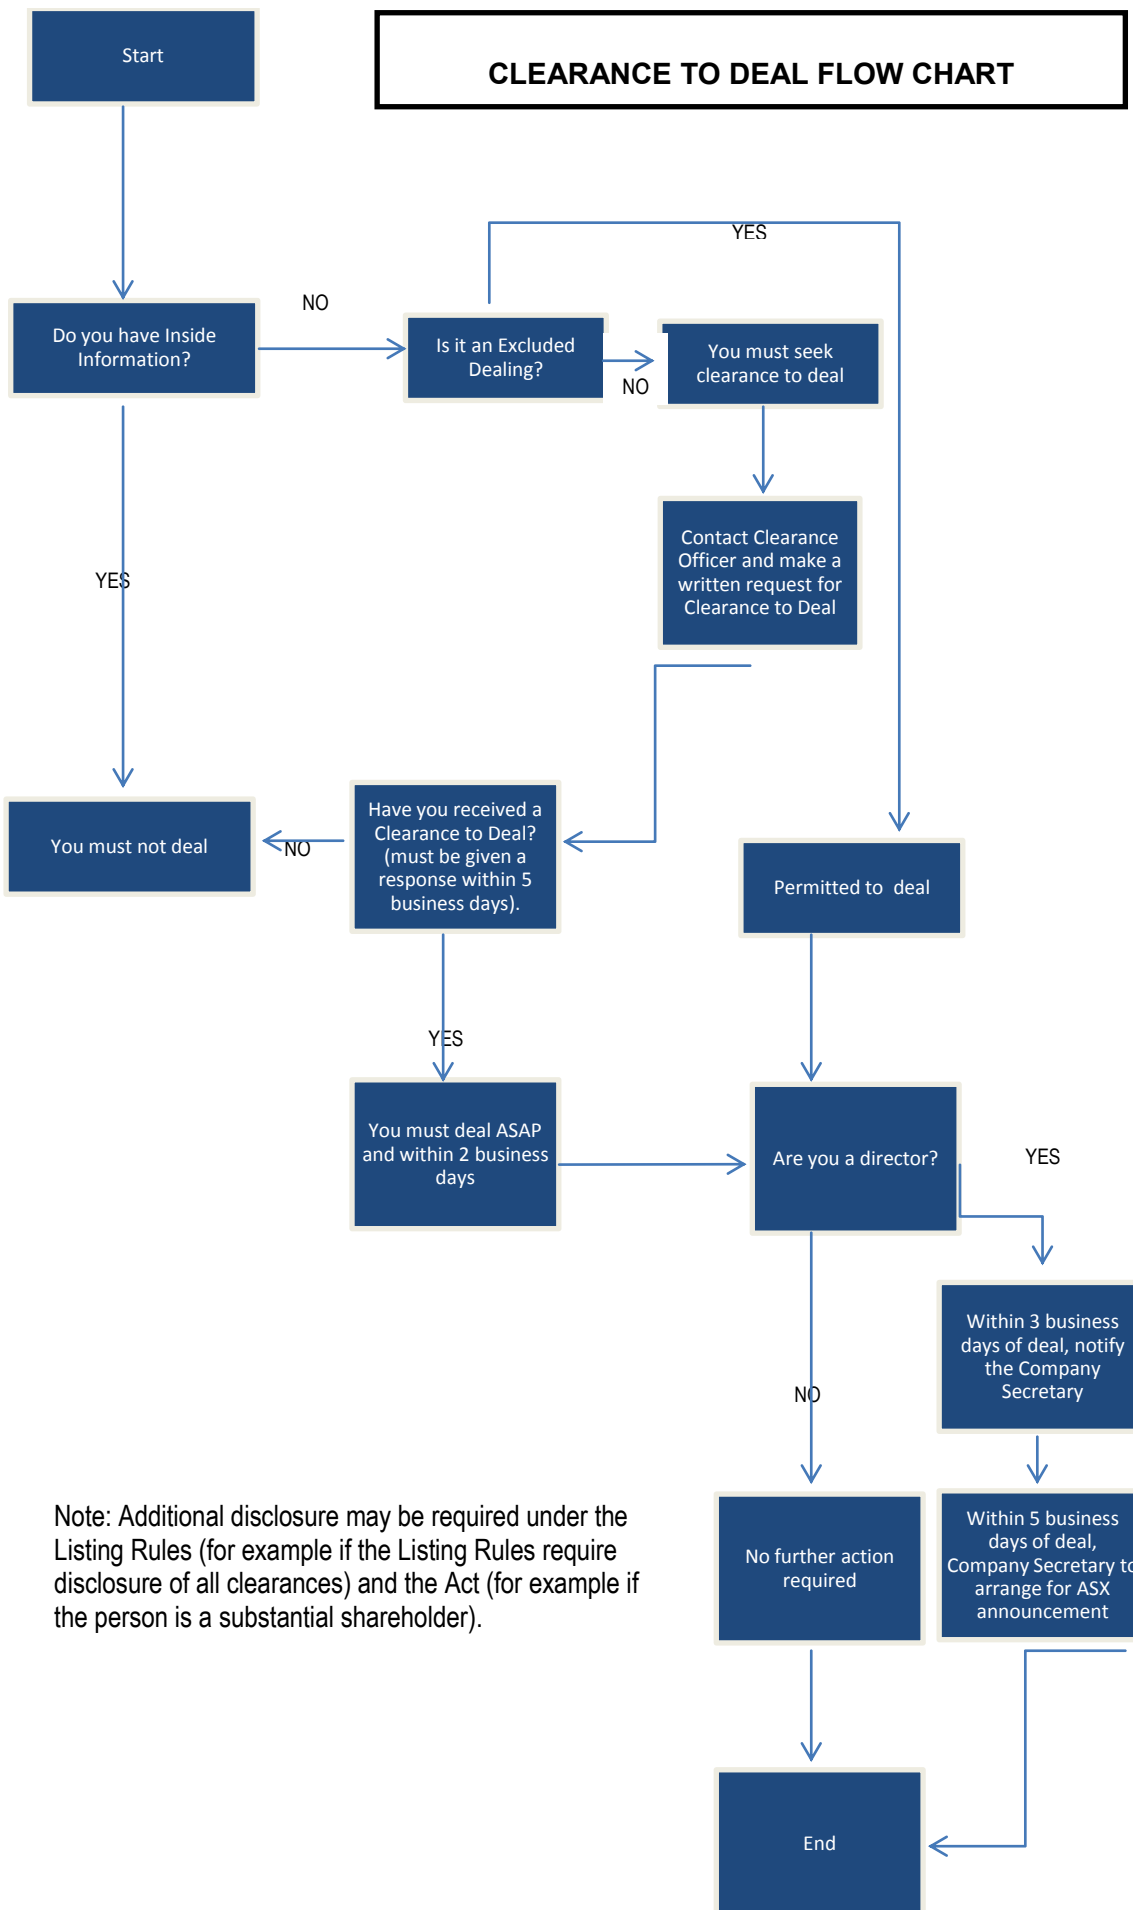 Start
CLEARANCE TO DEAL FLOW CHART
YES
NO
Do you have Inside
Information?
Is it an Excluded
Dealing?
NO
You must seek
clearance to deal
Contact Clearance
Officer and make a
written request for
Clearance to Deal
YES
You must not deal
NO
Have you received a
Clearance to Deal?
(must be given a
response within 5
business days).
Permitted to deal
YES
You must deal ASAP
and within 2 business
days
Are you a director?
YES
Within 3 business
days of deal, notify
the Company
Secretary
NO
Note: Additional disclosure may be required under the
Listing Rules (for example if the Listing Rules require
disclosure of all clearances) and the Act (for example if
the person is a substantial shareholder).
No further action
required
Within 5 business
days of deal,
Company Secretary to
arrange for ASX
announcement
End